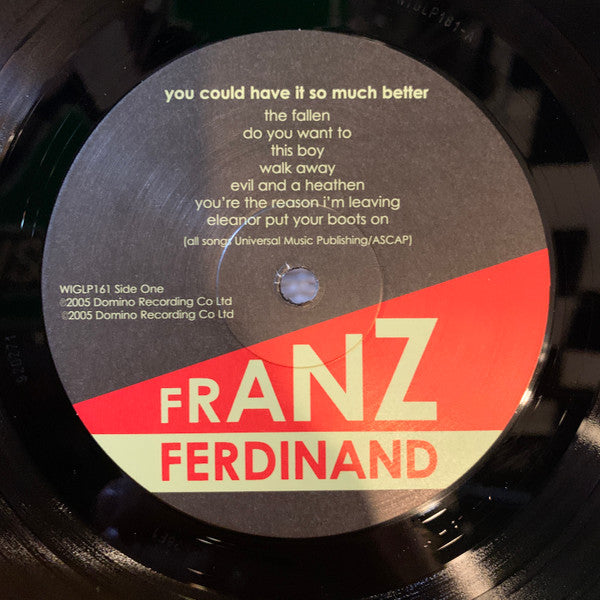 you could have it so much better
the fallen
do you want to
this boy
walk away
evil and a heathen
you're the reason i'm leaving
eleanor put your boots on
(all songs Universal Music Publishing/ASCAP)
WIGLP161 Side One
℗2005 Domino Recording Co Ltd
©2005 Domino Recording Co Ltd
FRANZ
FERDINAND